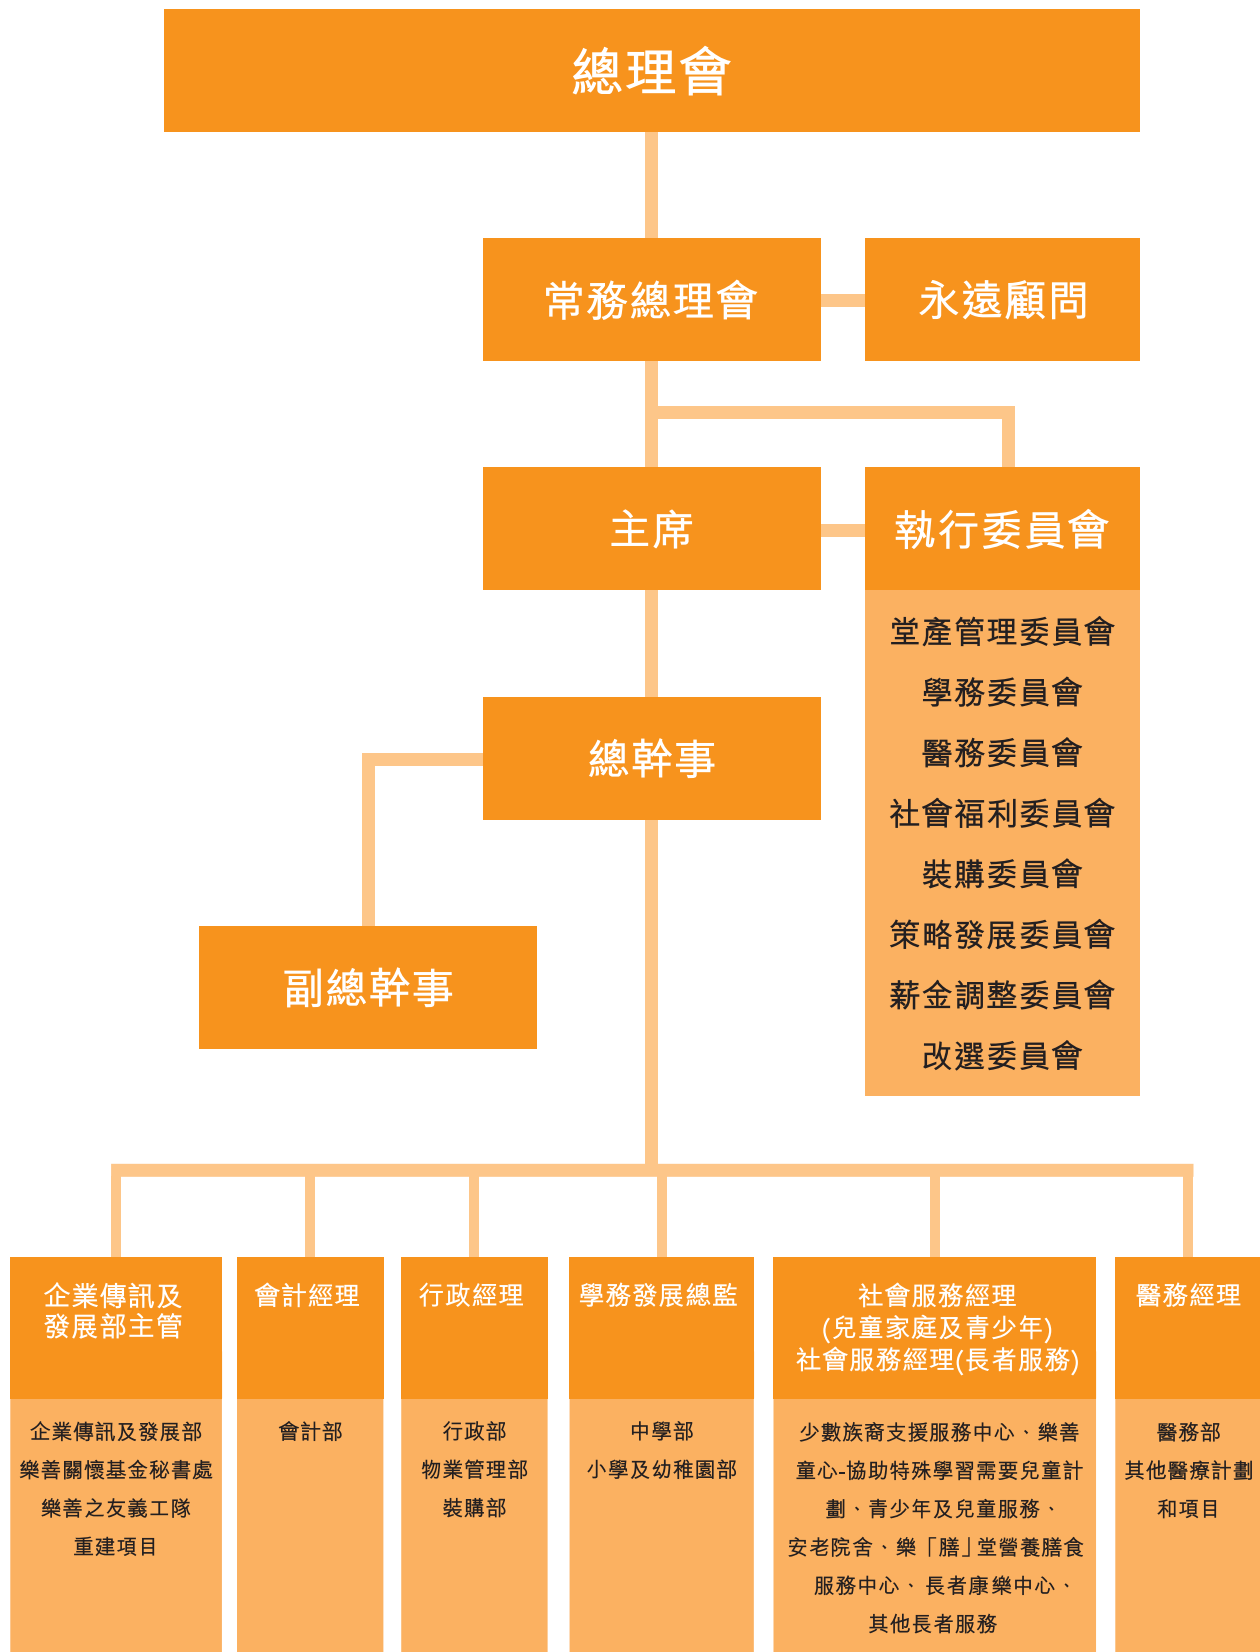 總理會
常務總理會
永遠顧問
主席
執行委員會
堂產管理委員會
學務委員會
醫務委員會
社會福利委員會
裝購委員會
策略發展委員會
薪金調整委員會
改選委員會
總幹事
副總幹事
企業傳訊及
發展部主管
企業傳訊及發展部
樂善關懷基金秘書處
樂善之友義工隊
重建項目
會計經理
會計部
行政經理
行政部
物業管理部
裝購部
學務發展總監
中學部
小學及幼稚園部
社會服務經理
(兒童家庭及青少年)
社會服務經理(長者服務)
少數族裔支援服務中心、樂善
童心-協助特殊學習需要兒童計
劃、青少年及兒童服務、
安老院舍、樂「膳」堂營養膳食
服務中心、長者康樂中心、
其他長者服務
醫務經理
醫務部
其他醫療計劃
和項目